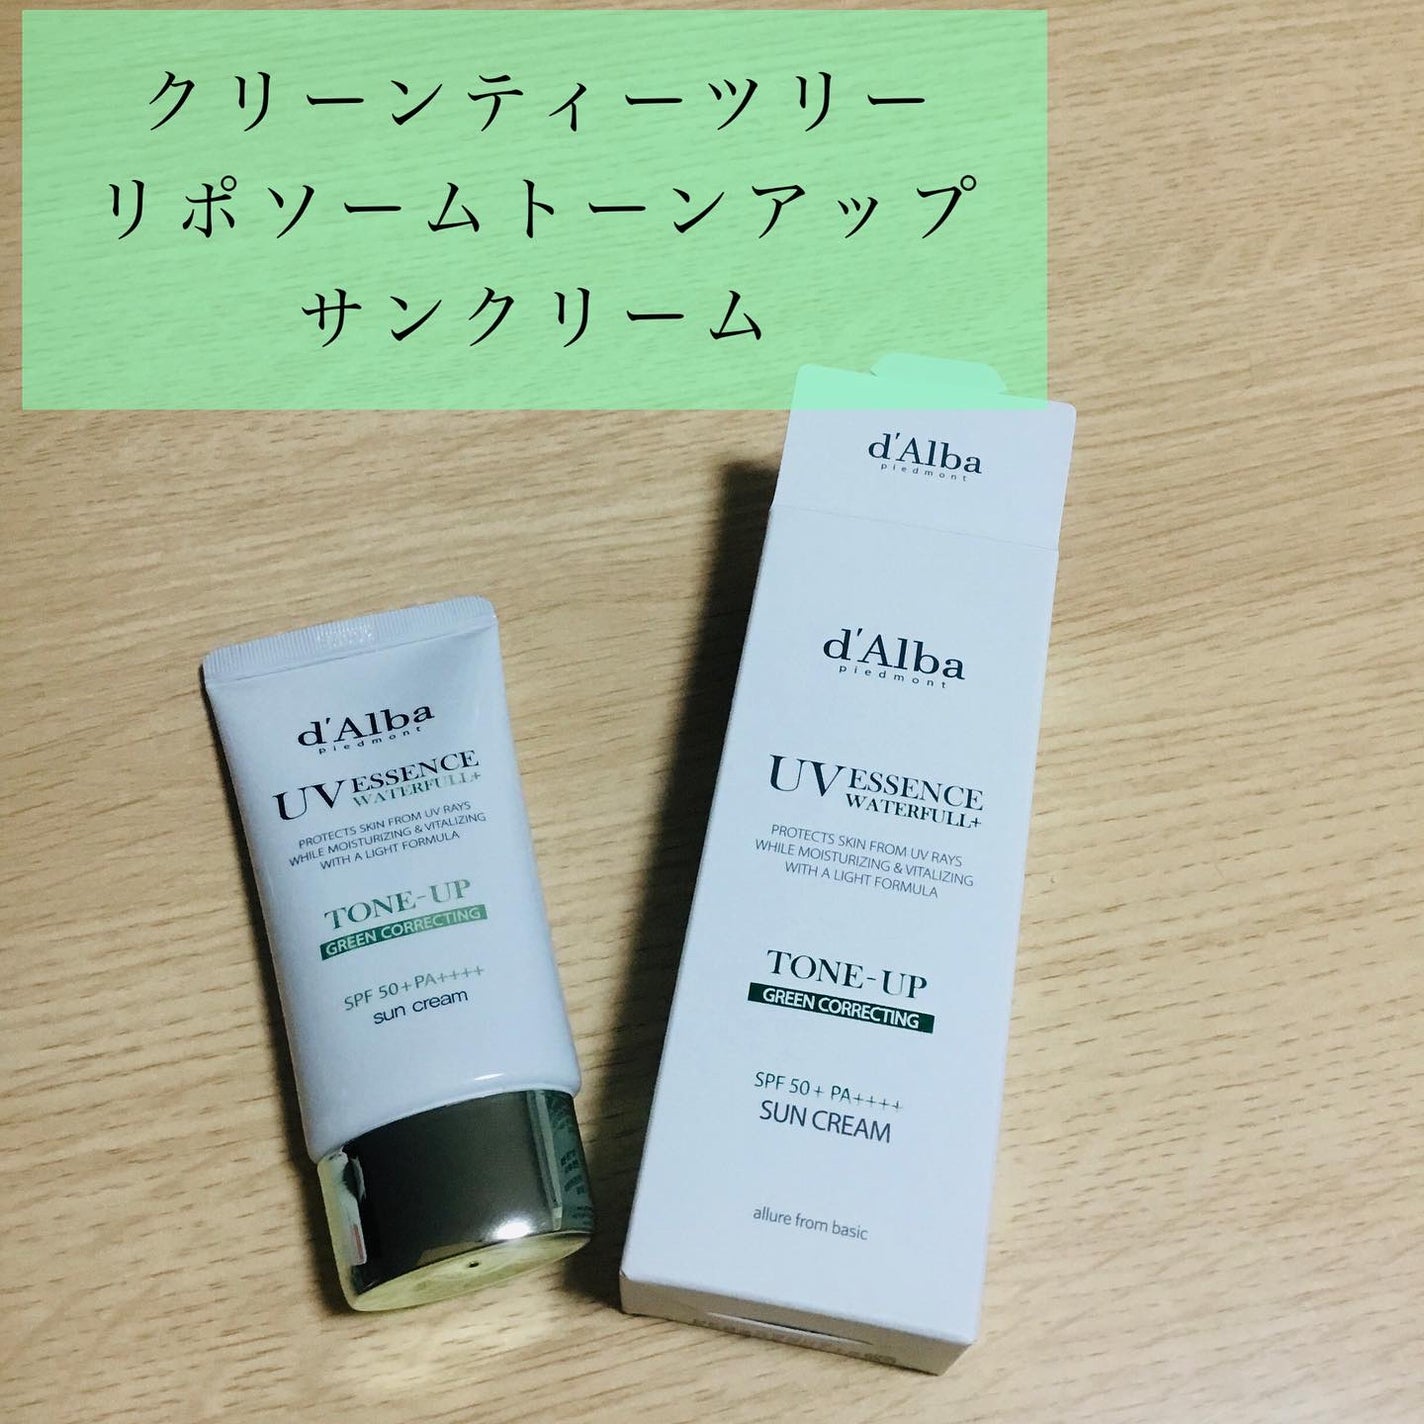 クリーンティーツリー
リポソームトーンアップ
サンクリーム
d'Alba
piedmont
d'Alba
piedmont
UV ESSENCE
WATERFULL+
PROTECTS SKIN FROM UV RAYS
WHILE MOISTURIZING & VITALIZING
WITH A LIGHT FORMULA
TONE-UP
GREEN CORRECTING
SPF 50+ PA++++
SUN CREAM
allure from basic
d'Alba
piedmont
UV ESSENCE
WATERFULL+
PROTECTS SKIN FROM UV RAYS
WHILE MOISTURIZING & VITALIZING
WITH A LIGHT FORMULA
TONE-UP
GREEN CORRECTING
SPF 50+PA++++
sun cream